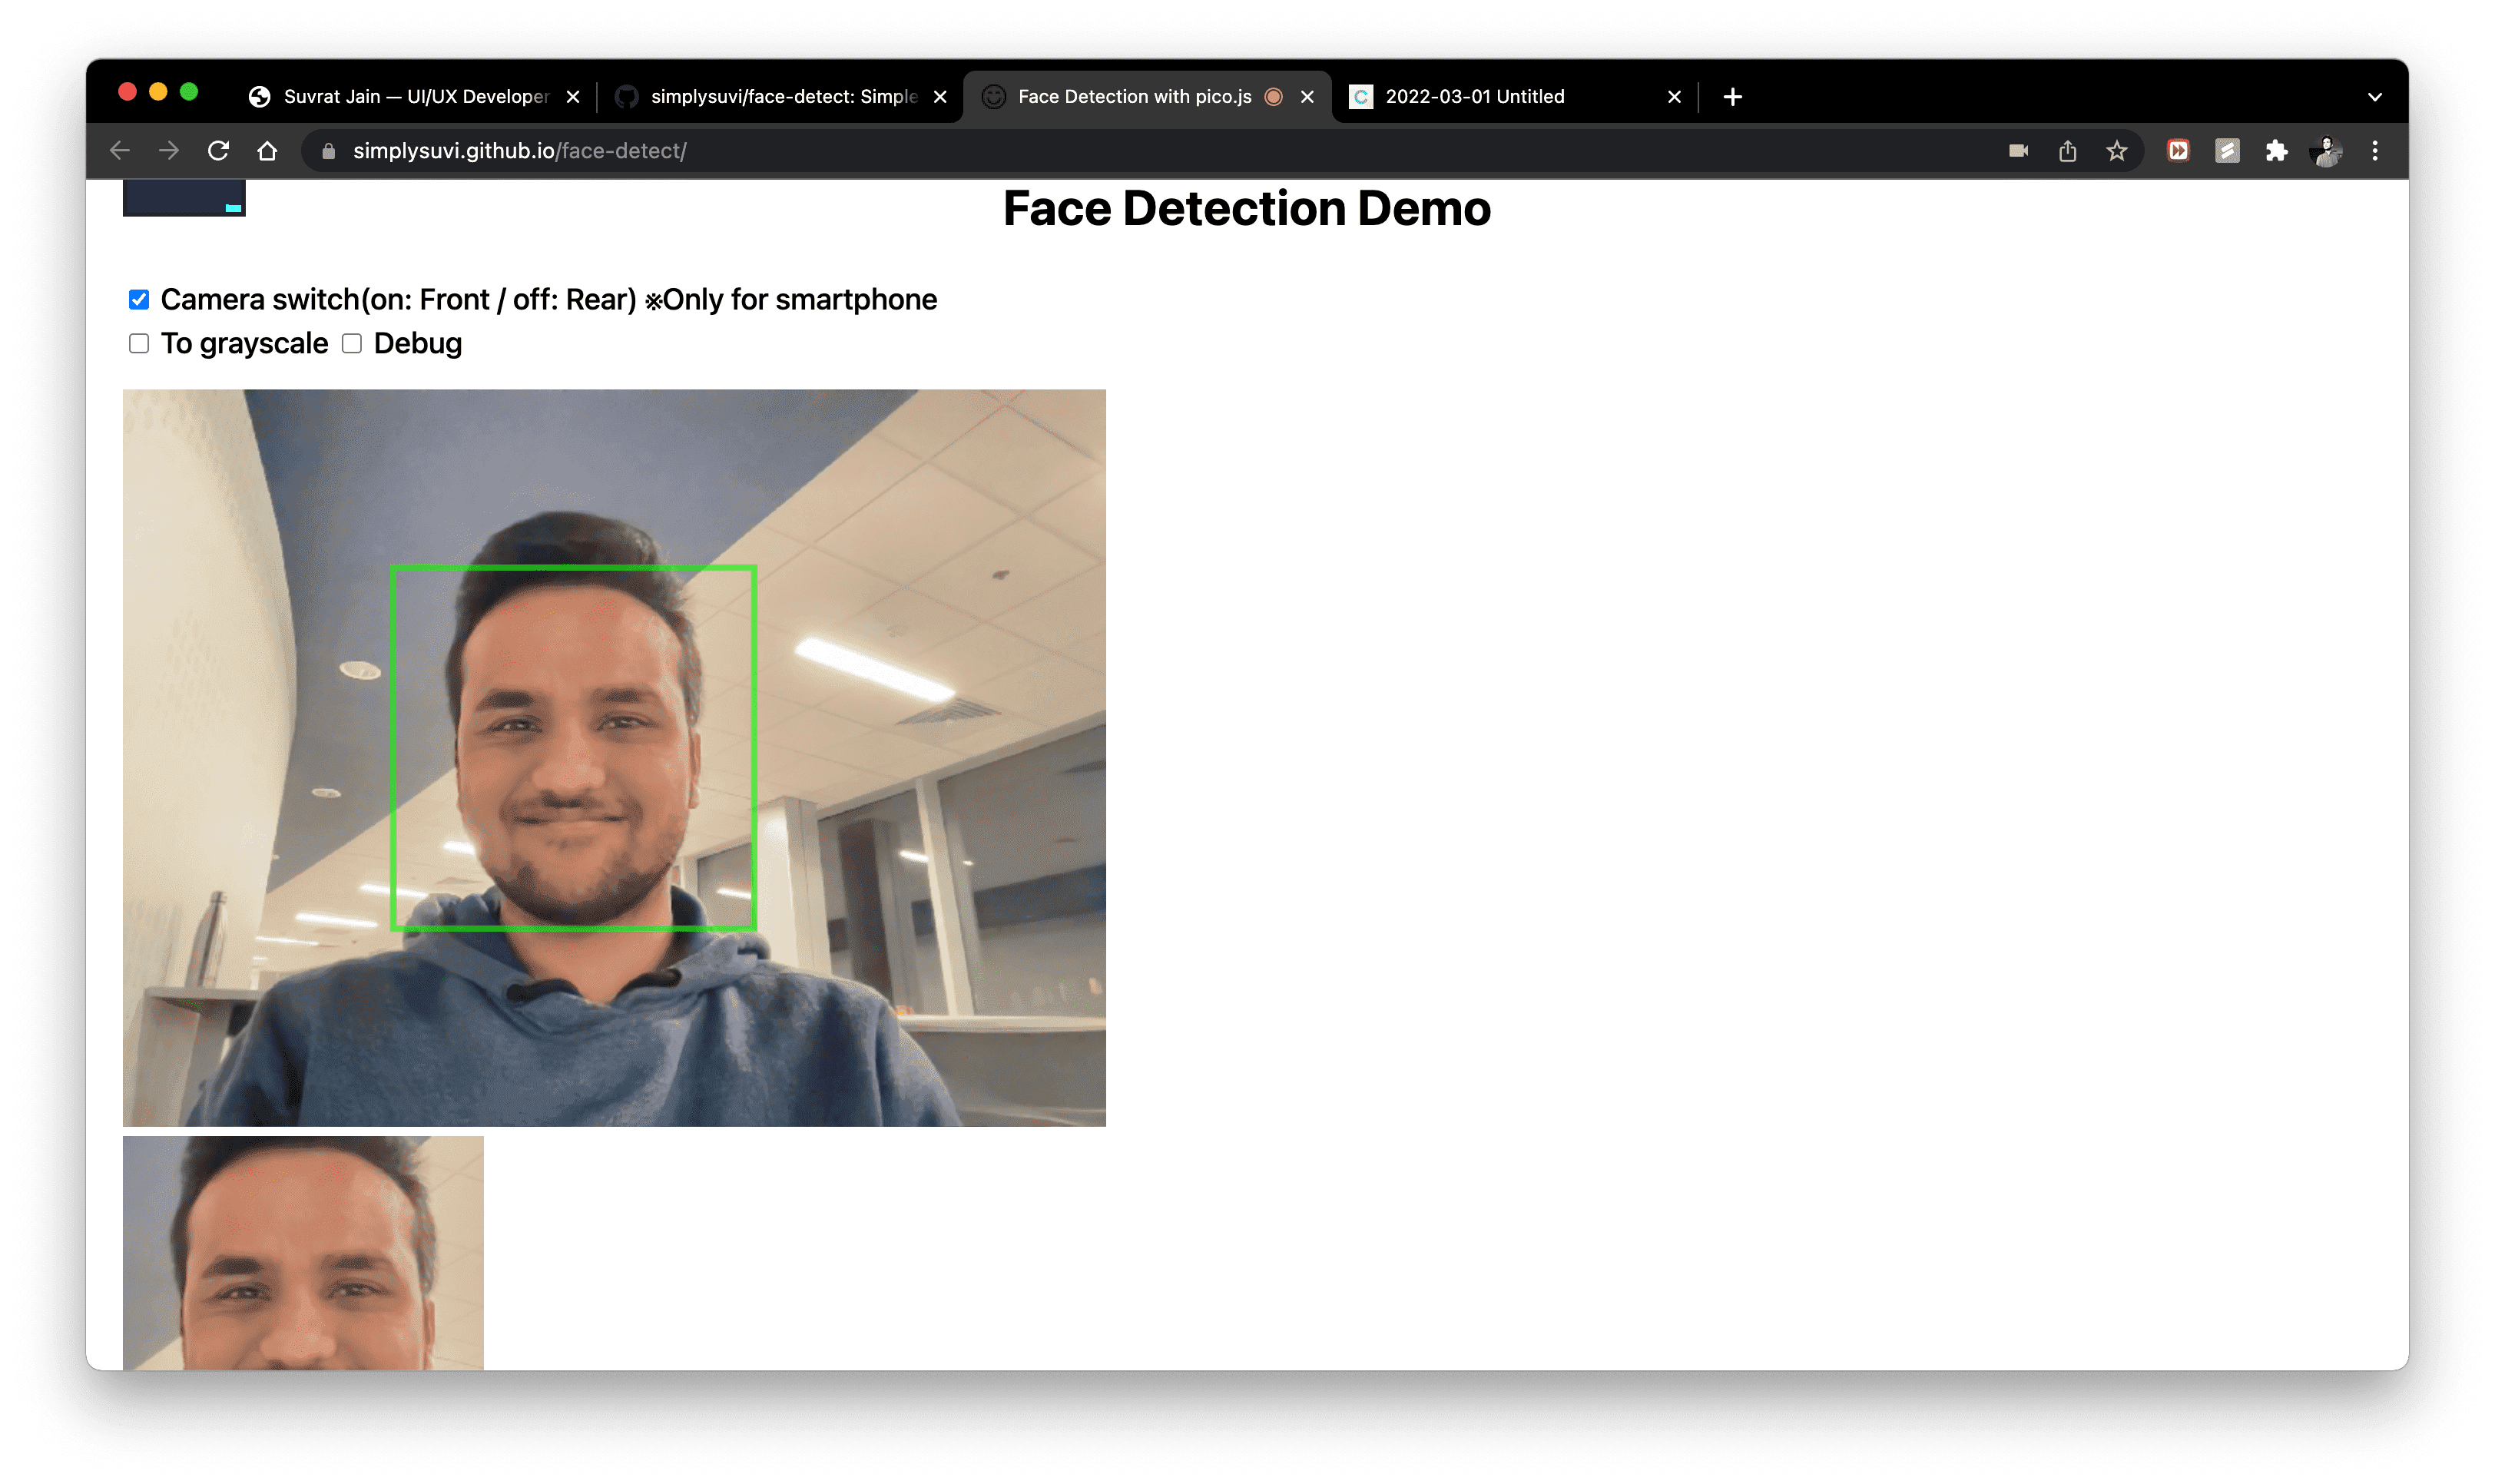 Suvrat Jain — UI/UX Developer
simplysuvi/face-detect: Simple
Face Detection with pico.js
2022-03-01 Untitled
simplysuvi.github.io/face-detect/
Face Detection Demo
Camera switch(on: Front / off: Rear) ※Only for smartphone
To grayscale Debug